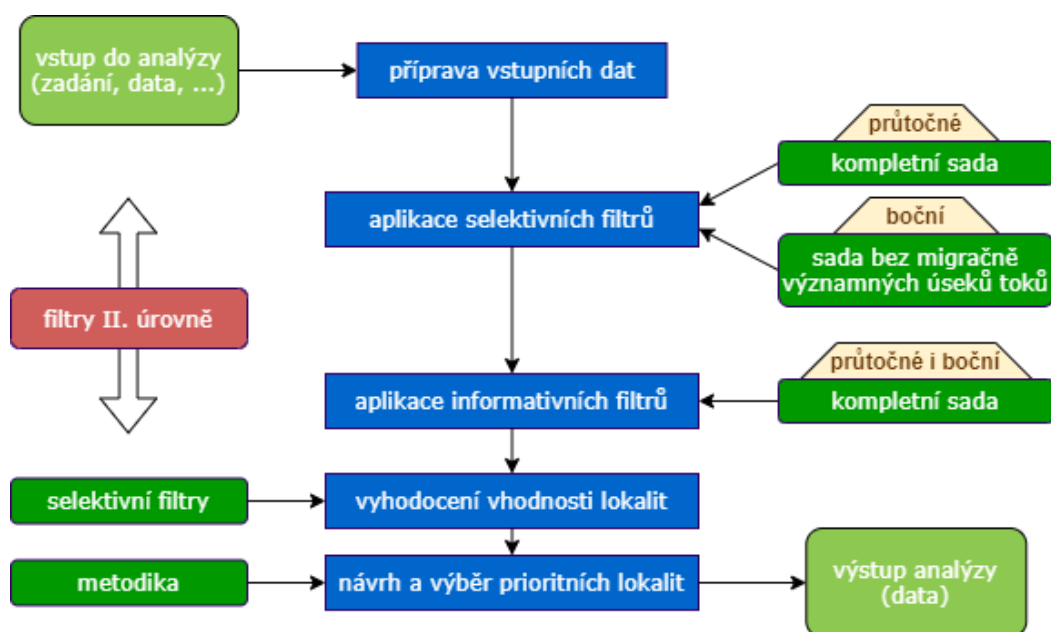 vstup do analýzy
(zadání, data, ...)
příprava vstupních dat
průtočné
kompletní sada
aplikace selektivních filtrů
boční
sada bez migračně
významných úseků toků
filtry II. úrovně
průtočné i boční
aplikace informativních filtrů
kompletní sada
selektivní filtry
vyhodocení vhodnosti lokalit
metodika
návrh a výběr prioritních lokalit
výstup analýzy
(data)